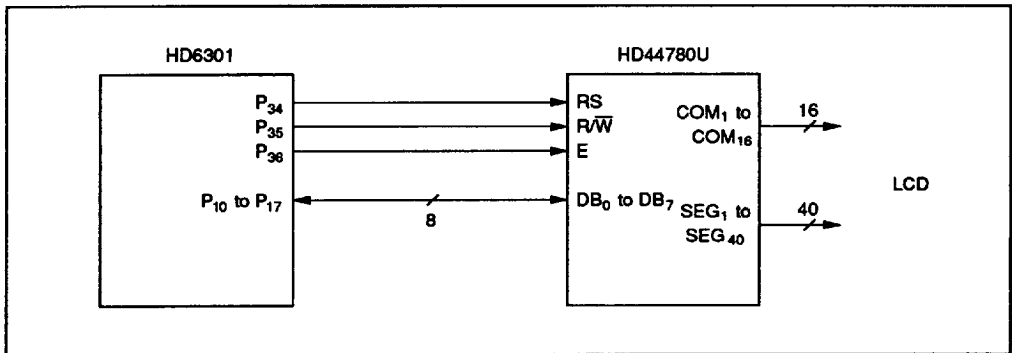 HD6301
HD44780U
P₃₄
P₃₅
P₃₆
P₁₀ to P₁₇
8
RS
R/W̅
E
DB₀ to DB₇
COM₁ to
COM₁₆
SEG₁ to
SEG₄₀
16
40
LCD